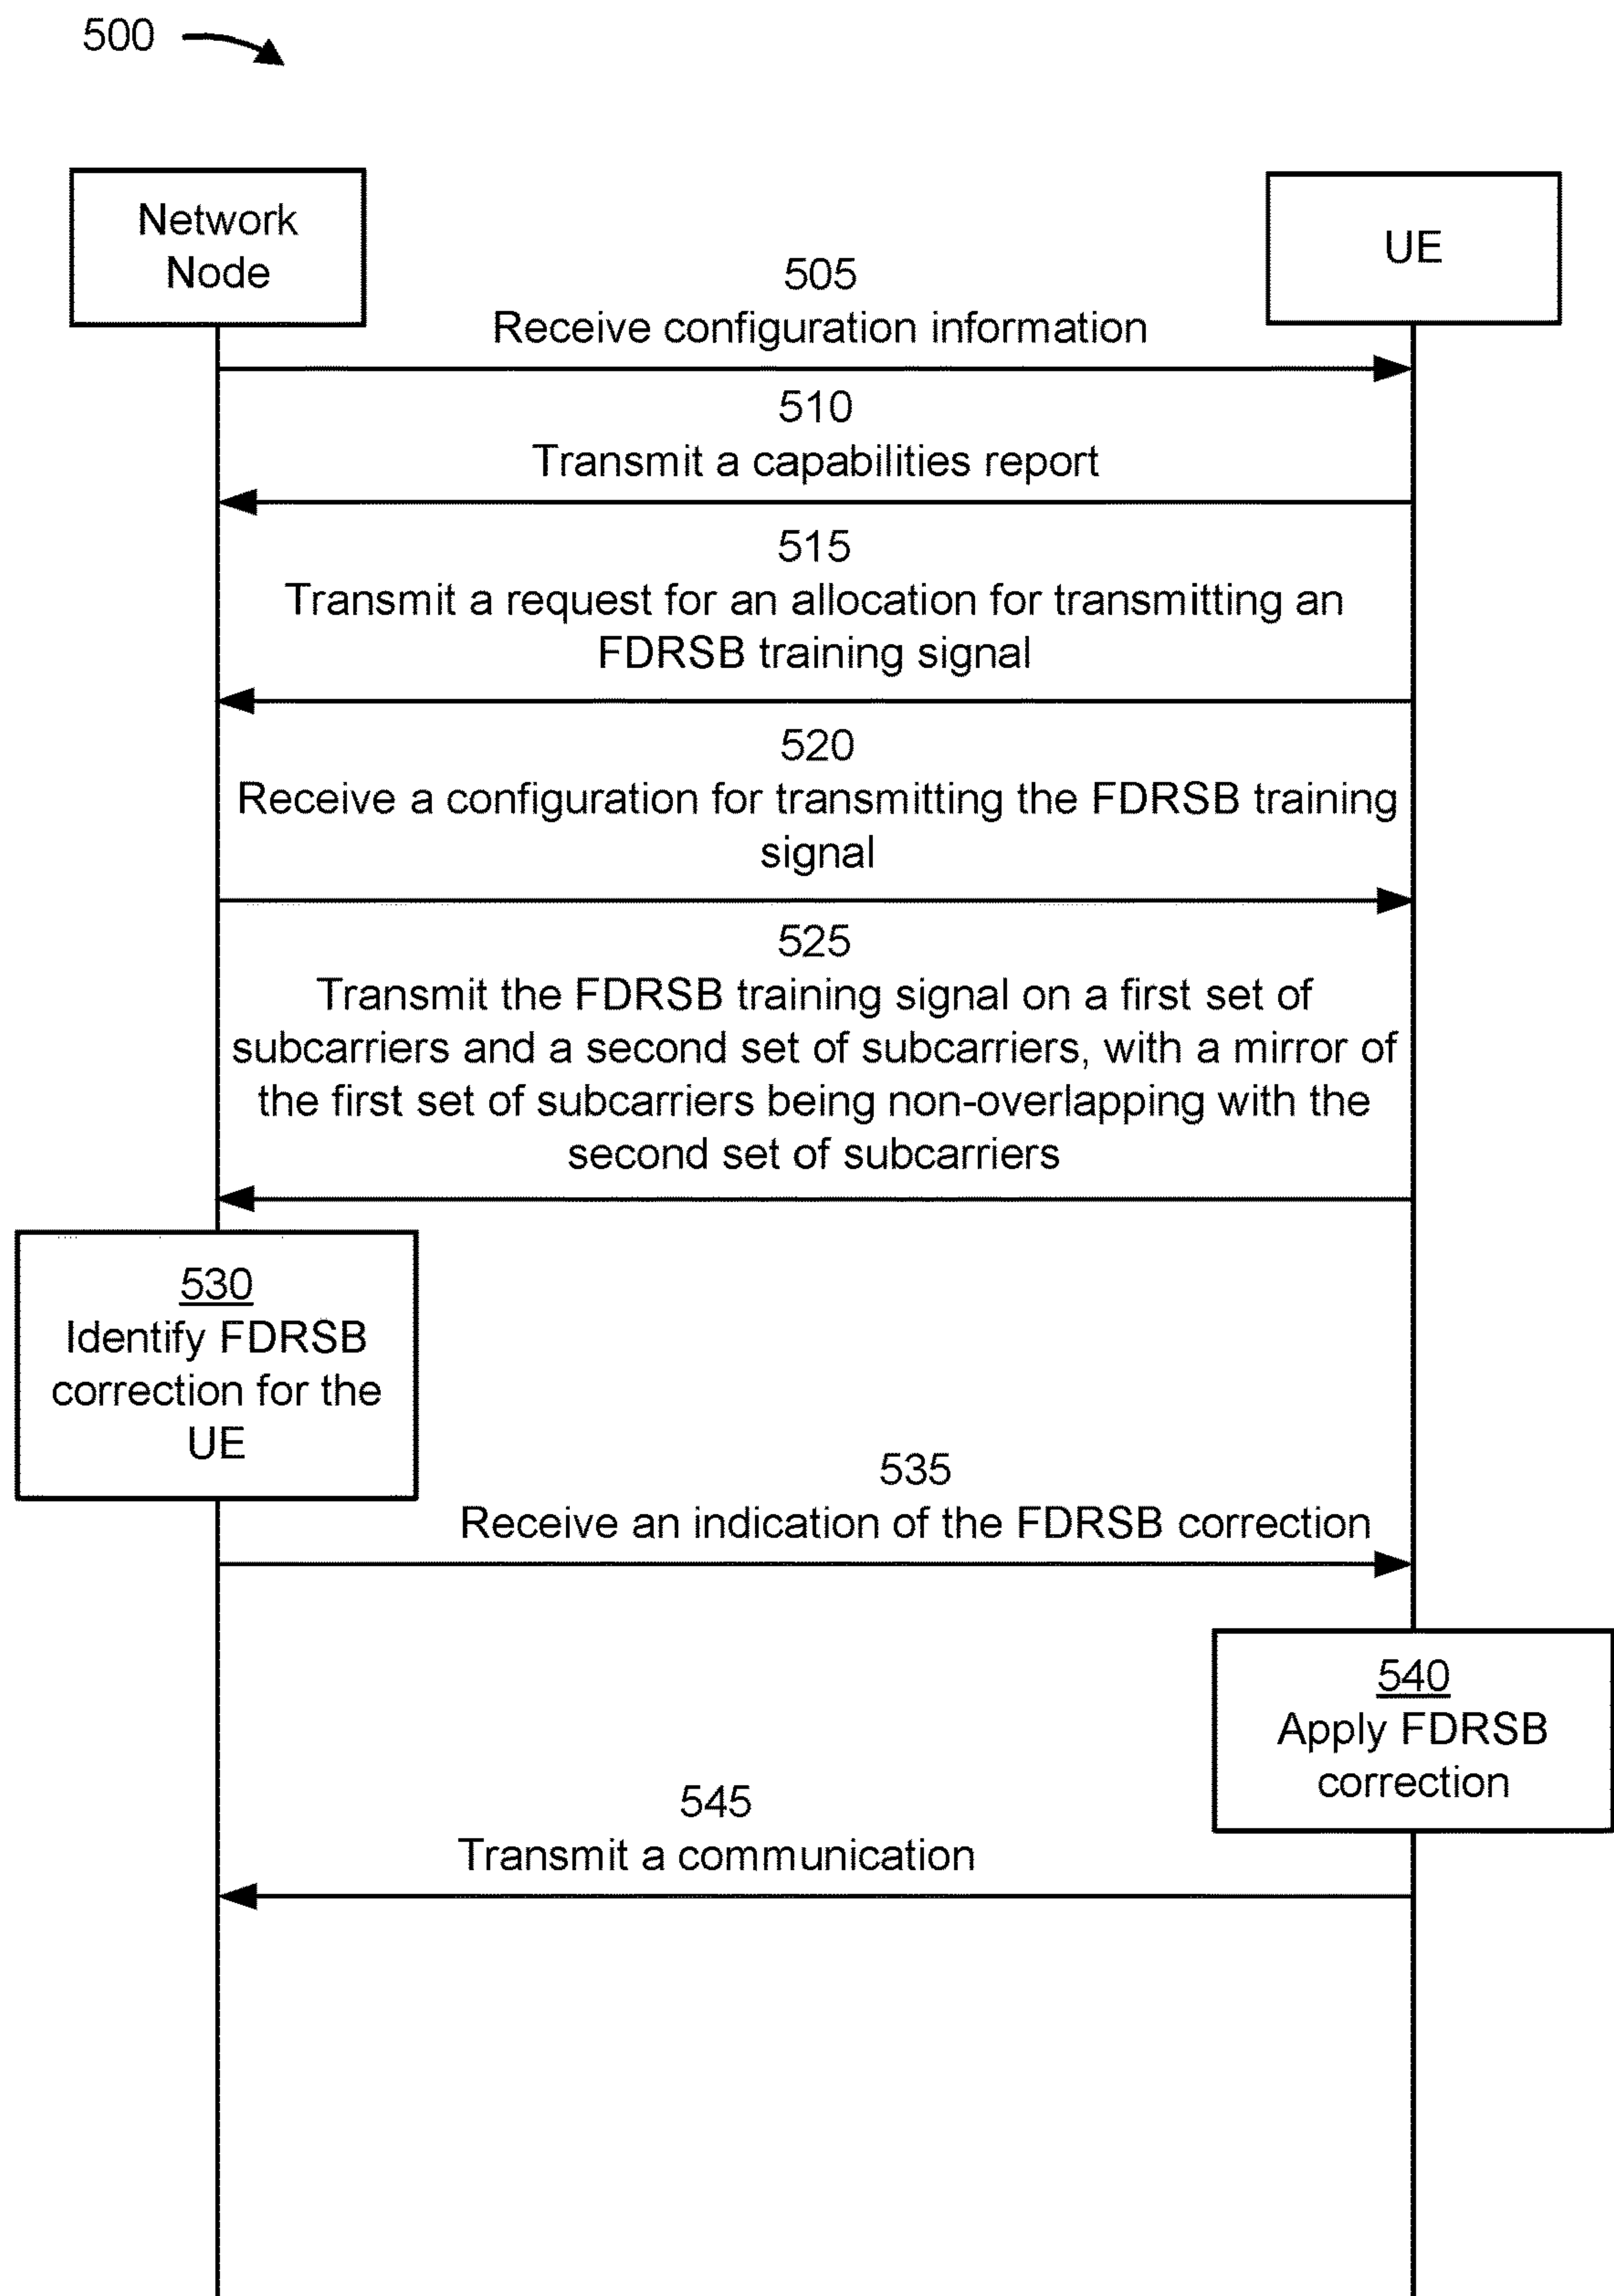 500
Network
Node
UE
505
Receive configuration information
510
Transmit a capabilities report
515
Transmit a request for an allocation for transmitting an
FDRSB training signal
520
Receive a configuration for transmitting the FDRSB training
signal
525
Transmit the FDRSB training signal on a first set of
subcarriers and a second set of subcarriers, with a mirror of
the first set of subcarriers being non-overlapping with the
second set of subcarriers
530
Identify FDRSB
correction for the
UE
535
Receive an indication of the FDRSB correction
540
Apply FDRSB
correction
545
Transmit a communication